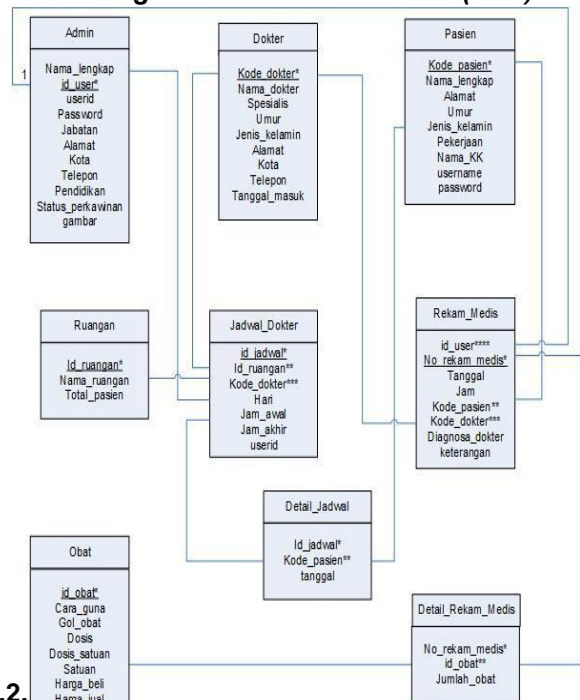 Admin
Nama_lengkap
id_user*
userid
Password
Jabatan
Alamat
Kota
Telepon
Pendidikan
Status_perkawinan
gambar
1
Dokter
Kode_dokter*
Nama_dokter
Spesialis
Umur
Jenis_kelamin
Alamat
Kota
Telepon
Tanggal_masuk
Pasien
Kode_pasien*
Nama_lengkap
Alamat
Umur
Jenis_kelamin
Pekerjaan
Nama_KK
username
password
Ruangan
Id_ruangan*
Nama_ruangan
Total_pasien
Jadwal_Dokter
id_jadwal*
Id_ruangan**
Kode_dokter***
Hari
Jam_awal
Jam_akhir
userid
Rekam_Medis
id_user****
No_rekam_medis*
Tanggal
Jam
Kode_pasien**
Kode_dokter***
Diagnosa_dokter
keterangan
Detail_Jadwal
Id_jadwal*
Kode_pasien**
tanggal
Obat
id_obat*
Cara_guna
Gol_obat
Dosis
Dosis_satuan
Satuan
Harga_beli
Harga_jual
Detail_Rekam_Medis
No_rekam_medis*
id_obat**
Jumlah_obat
.2.